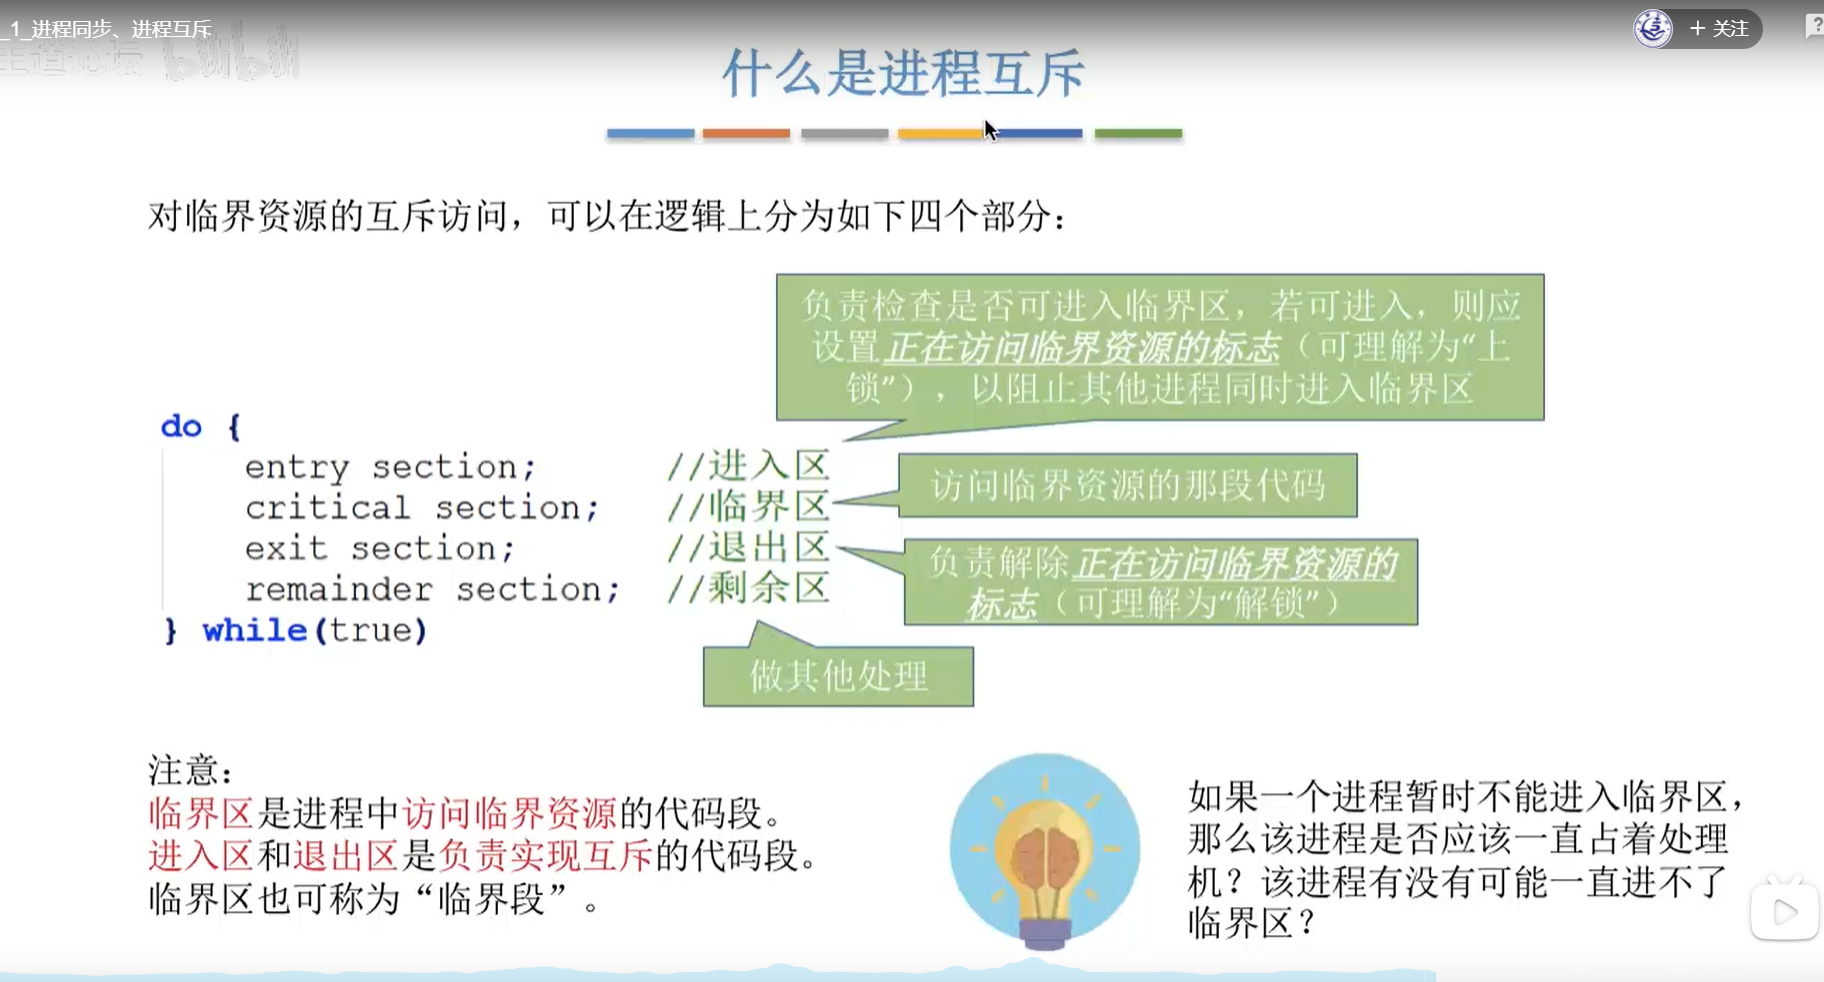 _1_进程同步、进程互斥
+ 关注
王道论坛 bilibili
什么是进程互斥
对临界资源的互斥访问，可以在逻辑上分为如下四个部分：
负责检查是否可进入临界区，若可进入，则应
设置正在访问临界资源的标志（可理解为“上
锁”），以阻止其他进程同时进入临界区
do {
entry section; //进入区
访问临界资源的那段代码
critical section; //临界区
exit section; //退出区
负责解除正在访问临界资源的
标志（可理解为“解锁”）
remainder section; //剩余区
} while(true)
做其他处理
注意：
临界区是进程中访问临界资源的代码段。
进入区和退出区是负责实现互斥的代码段。
临界区也可称为“临界段”。
如果一个进程暂时不能进入临界区，
那么该进程是否应该一直占着处理
机？该进程有没有可能一直进不了
临界区？